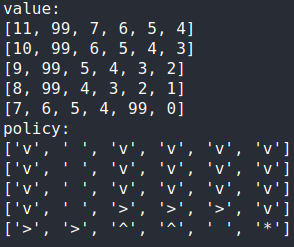 value:
[11, 99, 7, 6, 5, 4]
[10, 99, 6, 5, 4, 3]
[9, 99, 5, 4, 3, 2]
[8, 99, 4, 3, 2, 1]
[7, 6, 5, 4, 99, 0]
policy:
['v', ' ', 'v', 'v', 'v', 'v']
['v', ' ', 'v', 'v', 'v', 'v']
['v', ' ', 'v', 'v', 'v', 'v']
['v', ' ', '>', '>', '>', 'v']
['>', '>', '^', '^', ' ', '*']